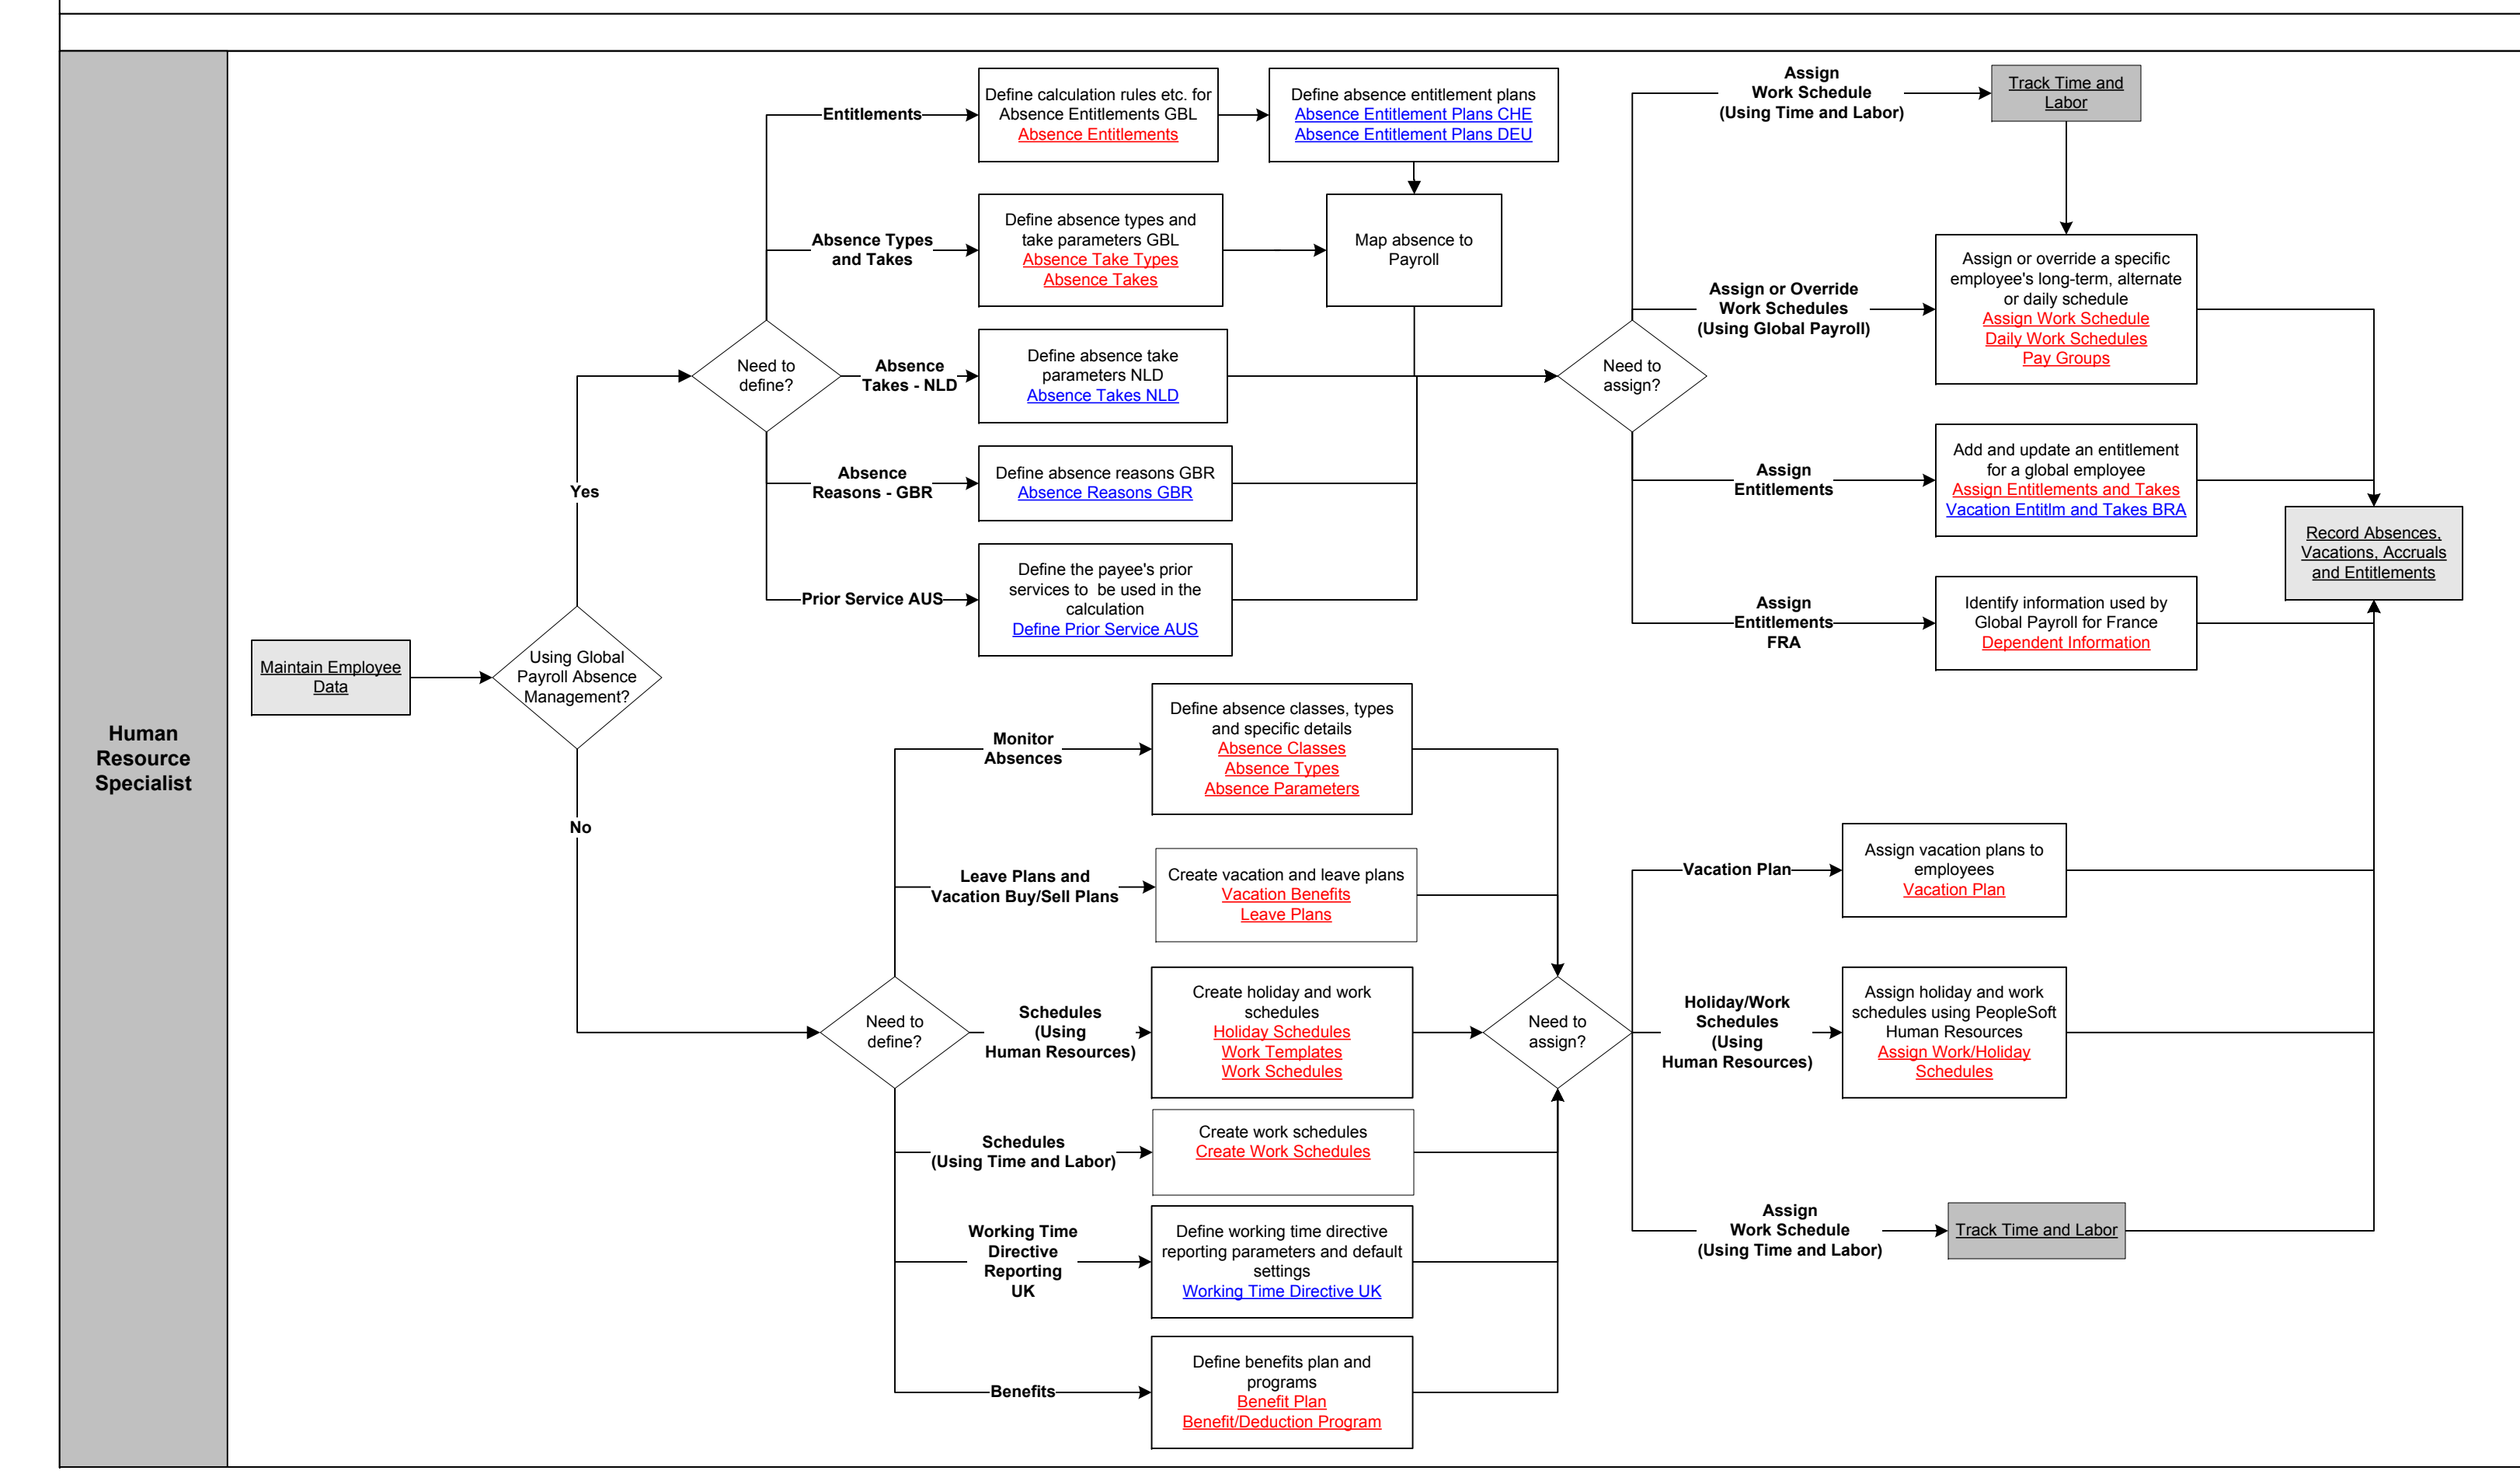 Human
Resource
Specialist
Maintain Employee
Data
Using Global
Payroll Absence
Management?
Yes
No
Need to
define?
Entitlements
Define calculation rules etc. for
Absence Entitlements GBL
Absence Entitlements
Define absence entitlement plans
Absence Entitlement Plans CHE
Absence Entitlement Plans DEU
Absence Types
and Takes
Define absence types and
take parameters GBL
Absence Take Types
Absence Takes
Map absence to
Payroll
Absence
Takes - NLD
Define absence take
parameters NLD
Absence Takes NLD
Absence
Reasons - GBR
Define absence reasons GBR
Absence Reasons GBR
Prior Service AUS
Define the payee's prior
services to  be used in the
calculation
Define Prior Service AUS
Need to
assign?
Assign
Work Schedule
(Using Time and Labor)
Track Time and
Labor
Assign or Override
Work Schedules
(Using Global Payroll)
Assign or override a specific
employee's long-term, alternate
or daily schedule
Assign Work Schedule
Daily Work Schedules
Pay Groups
Assign
Entitlements
Add and update an entitlement
for a global employee
Assign Entitlements and Takes
Vacation Entitlm and Takes BRA
Assign
Entitlements
FRA
Identify information used by
Global Payroll for France
Dependent Information
Record Absences,
Vacations, Accruals
and Entitlements
Need to
define?
Monitor
Absences
Define absence classes, types
and specific details
Absence Classes
Absence Types
Absence Parameters
Leave Plans and
Vacation Buy/Sell Plans
Create vacation and leave plans
Vacation Benefits
Leave Plans
Schedules
(Using
Human Resources)
Create holiday and work
schedules
Holiday Schedules
Work Templates
Work Schedules
Schedules
(Using Time and Labor)
Create work schedules
Create Work Schedules
Working Time
Directive
Reporting
UK
Define working time directive
reporting parameters and default
settings
Working Time Directive UK
Benefits
Define benefits plan and
programs
Benefit Plan
Benefit/Deduction Program
Need to
assign?
Vacation Plan
Assign vacation plans to
employees
Vacation Plan
Holiday/Work
Schedules
(Using
Human Resources)
Assign holiday and work
schedules using PeopleSoft
Human Resources
Assign Work/Holiday
Schedules
Assign
Work Schedule
(Using Time and Labor)
Track Time and Labor